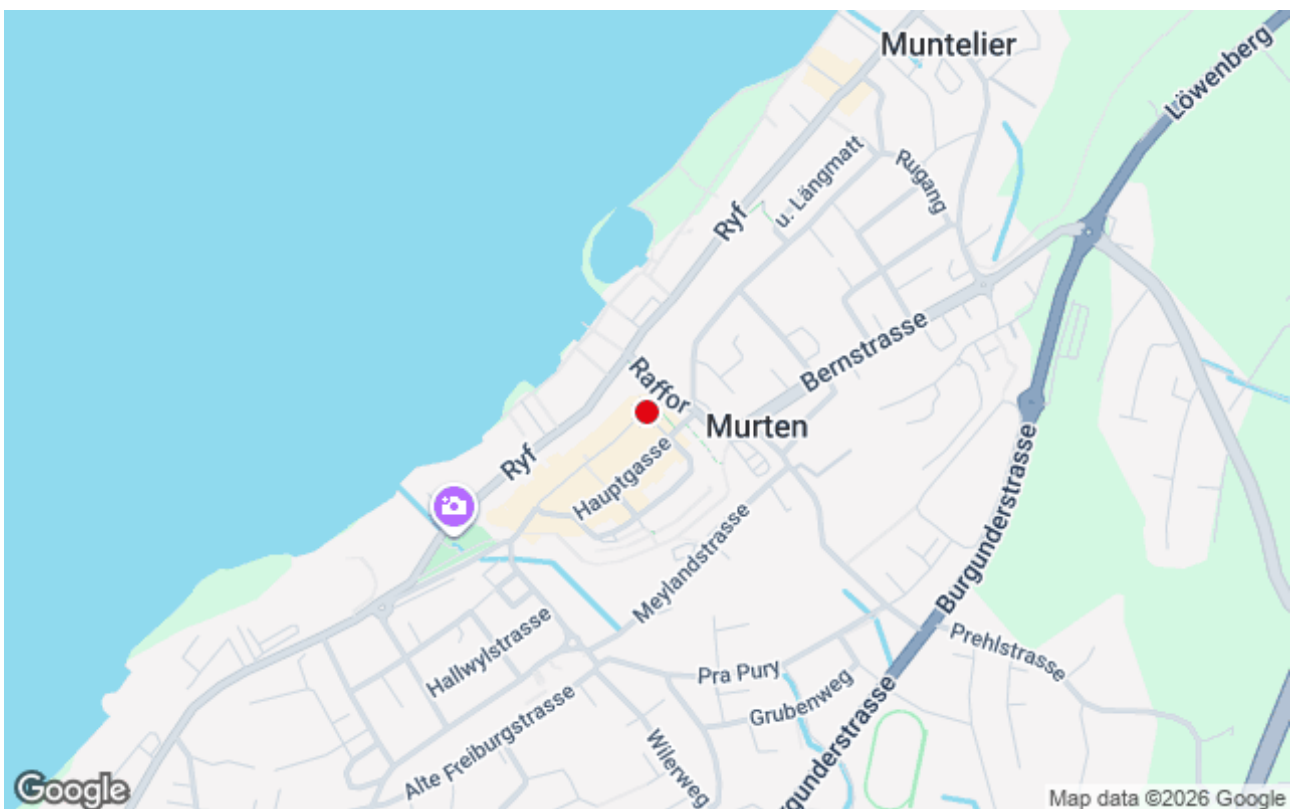 Muntelier
Löwenberg
Rugang
u. Längmatt
Ryf
Bernstrasse
Raffor
Murten
Ryf
Hauptgasse
Meylandstrasse
Burgunderstrasse
Prehlstrasse
Hallwylstrasse
Pra Pury
Grubenweg
Alte Freiburgstrasse
Wilerweg
urgunderstrasse
Google
Map data ©2026 Google